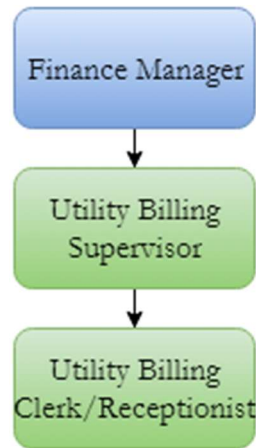 Finance Manager
Utility Billing
Supervisor
Utility Billing
Clerk/Receptionist